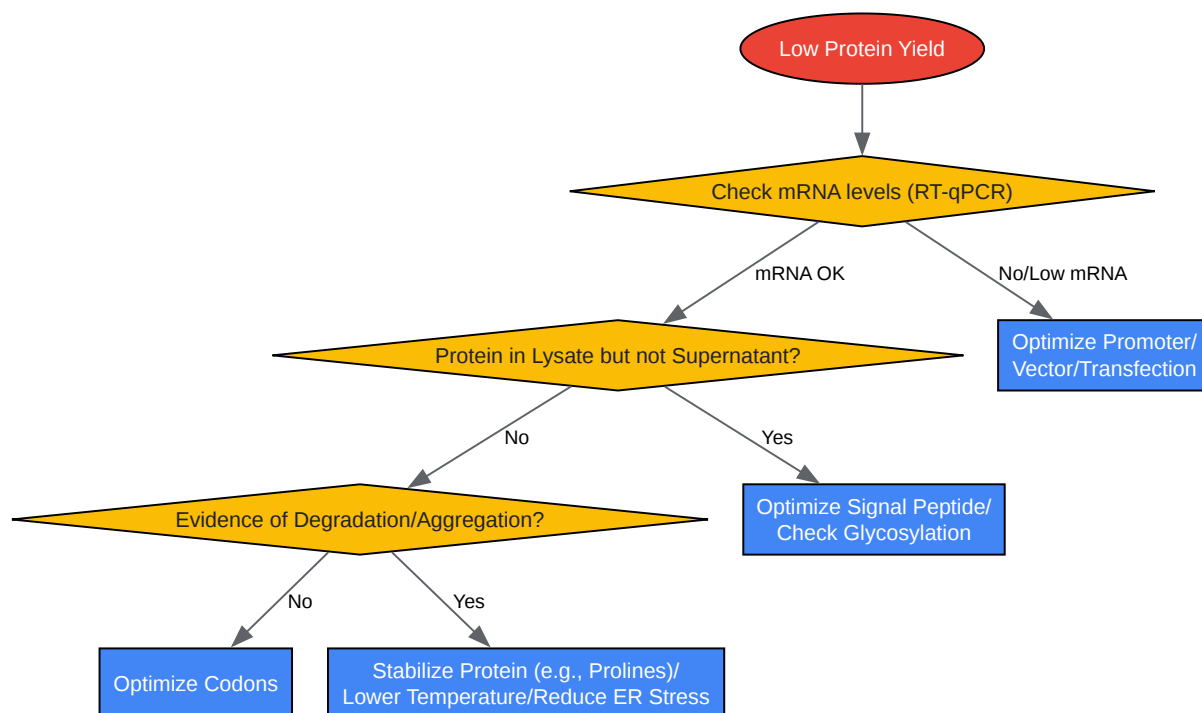 Low Protein Yield
Check mRNA levels (RT-qPCR)
mRNA OK
No/Low mRNA
Protein in Lysate but not Supernatant?
Optimize Promoter/
Vector/Transfection
No
Yes
Evidence of Degradation/Aggregation?
Optimize Signal Peptide/
Check Glycosylation
No
Yes
Optimize Codons
Stabilize Protein (e.g., Prolines)/
Lower Temperature/Reduce ER Stress